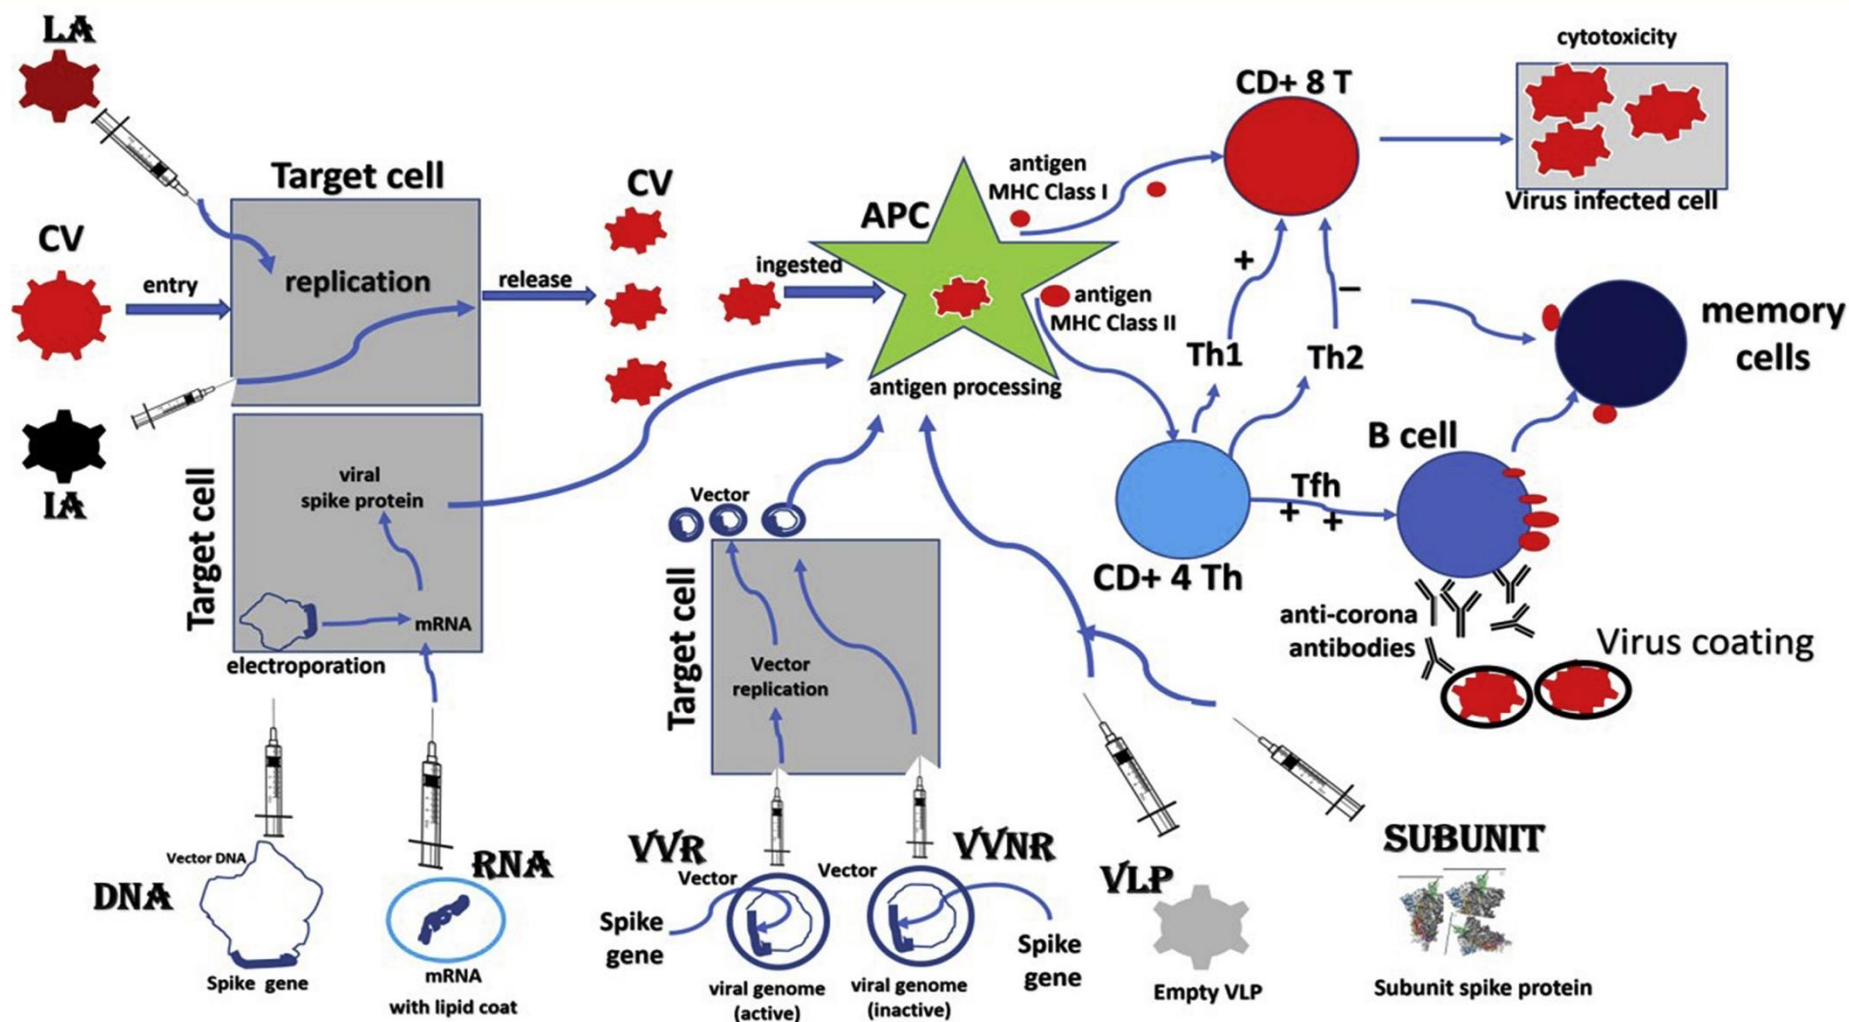 LA
CV
entry
IA
Target cell
replication
release
CV
ingested
APC
antigen processing
antigen
MHC Class I
antigen
MHC Class II
CD+ 8 T
cytotoxicity
Virus infected cell
+
–
Th1
Th2
memory
cells
CD+ 4 Th
Tfh
+
+
B cell
anti-corona
antibodies
Virus coating
Target cell
viral
spike protein
mRNA
electroporation
Vector
Target cell
Vector
replication
DNA
Vector DNA
Spike gene
RNA
mRNA
with lipid coat
VVR
Vector
Spike
gene
viral genome
(active)
VVNR
Vector
Spike
gene
viral genome
(inactive)
VLP
Empty VLP
SUBUNIT
Subunit spike protein